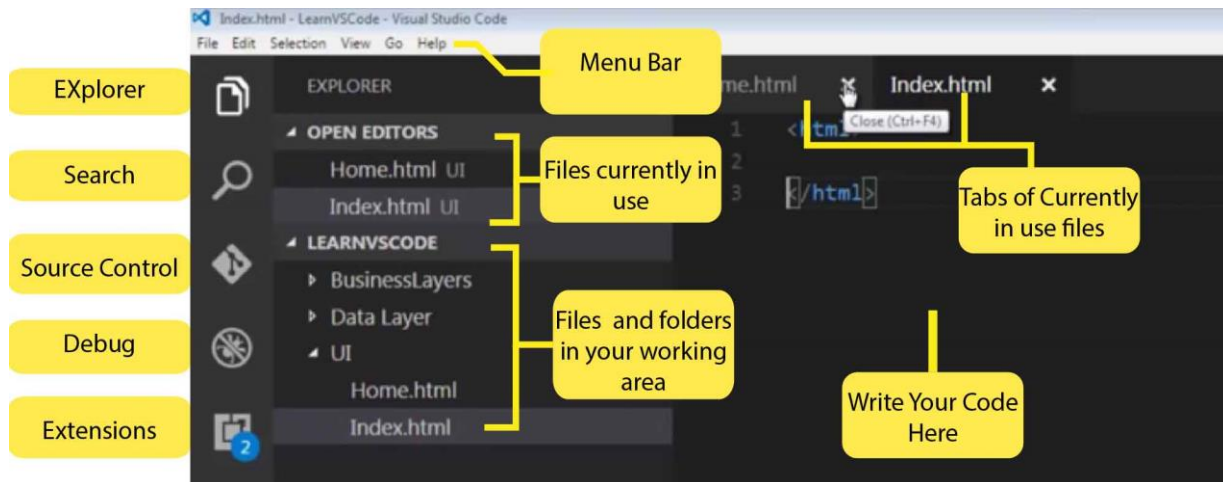 Index.html - LearnVSCode - Visual Studio Code
File Edit Selection View Go Help
Menu Bar
EXplorer
EXPLORER
me.html
Index.html
Close (Ctrl+F4)
OPEN EDITORS
1 <html>
Search
Home.html UI
Files currently in
use
2
Index.html UI
3 </html>
Tabs of Currently
in use files
LEARNVSCODE
Source Control
BusinessLayers
Data Layer
Files and folders
in your working
area
Debug
UI
Home.html
Write Your Code
Here
Extensions
Index.html
2